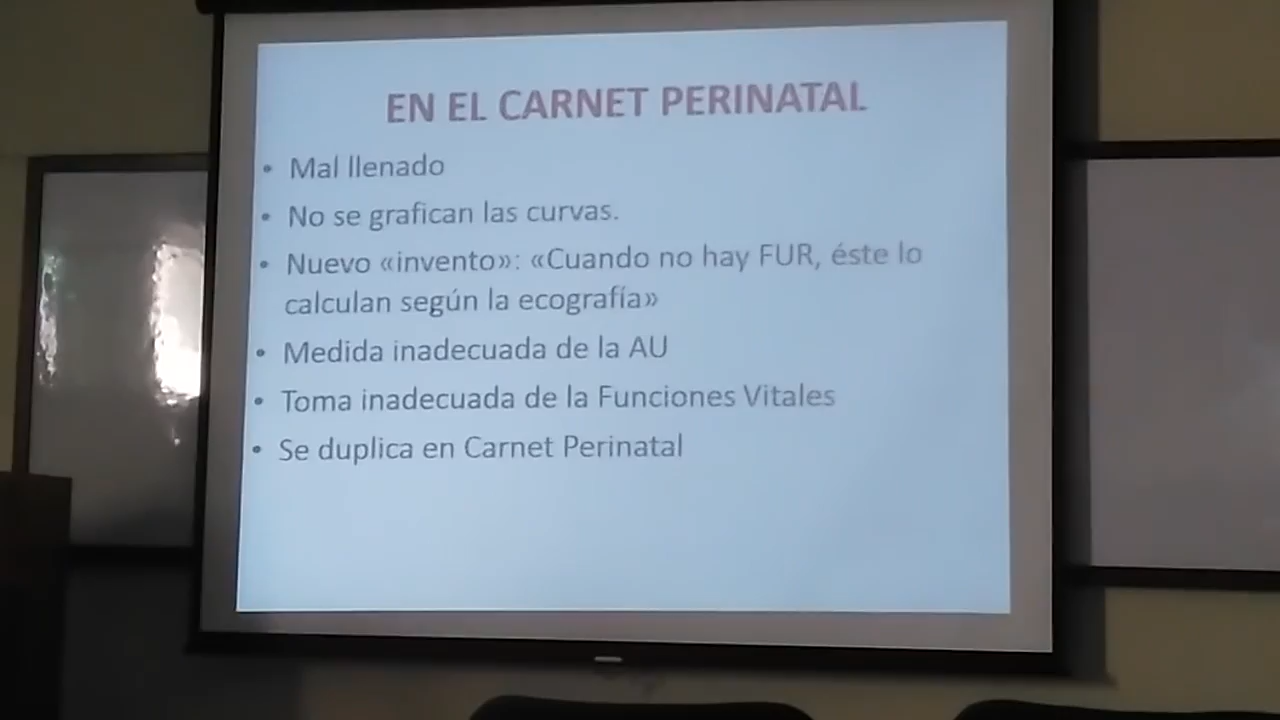 EN EL CARNET PERINATAL
• Mal llenado
• No se grafican las curvas.
• Nuevo «invento»: «Cuando no hay FUR, éste lo
calculan según la ecografía»
• Medida inadecuada de la AU
• Toma inadecuada de la Funciones Vitales
• Se duplica en Carnet Perinatal